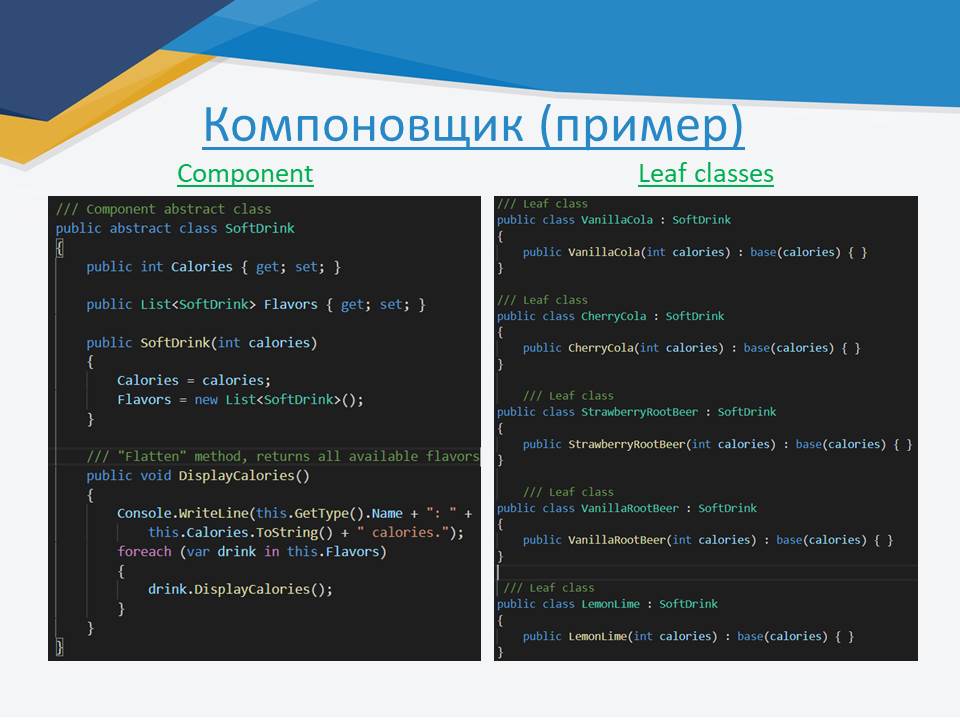 Компоновщик (пример)
Component
/// Component abstract class
public abstract class SoftDrink
{
public int Calories { get; set; }
public List<SoftDrink> Flavors { get; set; }
public SoftDrink(int calories)
{
Calories = calories;
Flavors = new List<SoftDrink>();
}
/// "Flatten" method, returns all available flavors
public void DisplayCalories()
{
Console.WriteLine(this.GetType().Name + ": " +
this.Calories.ToString() + " calories.");
foreach (var drink in this.Flavors)
{
drink.DisplayCalories();
}
}
}
Leaf classes
/// Leaf class
public class VanillaCola : SoftDrink
{
public VanillaCola(int calories) : base(calories) { }
}
/// Leaf class
public class CherryCola : SoftDrink
{
public CherryCola(int calories) : base(calories) { }
}
/// Leaf class
public class StrawberryRootBeer : SoftDrink
{
public StrawberryRootBeer(int calories) : base(calories) { }
}
/// Leaf class
public class VanillaRootBeer : SoftDrink
{
public VanillaRootBeer(int calories) : base(calories) { }
}
/// Leaf class
public class LemonLime : SoftDrink
{
public LemonLime(int calories) : base(calories) { }
}